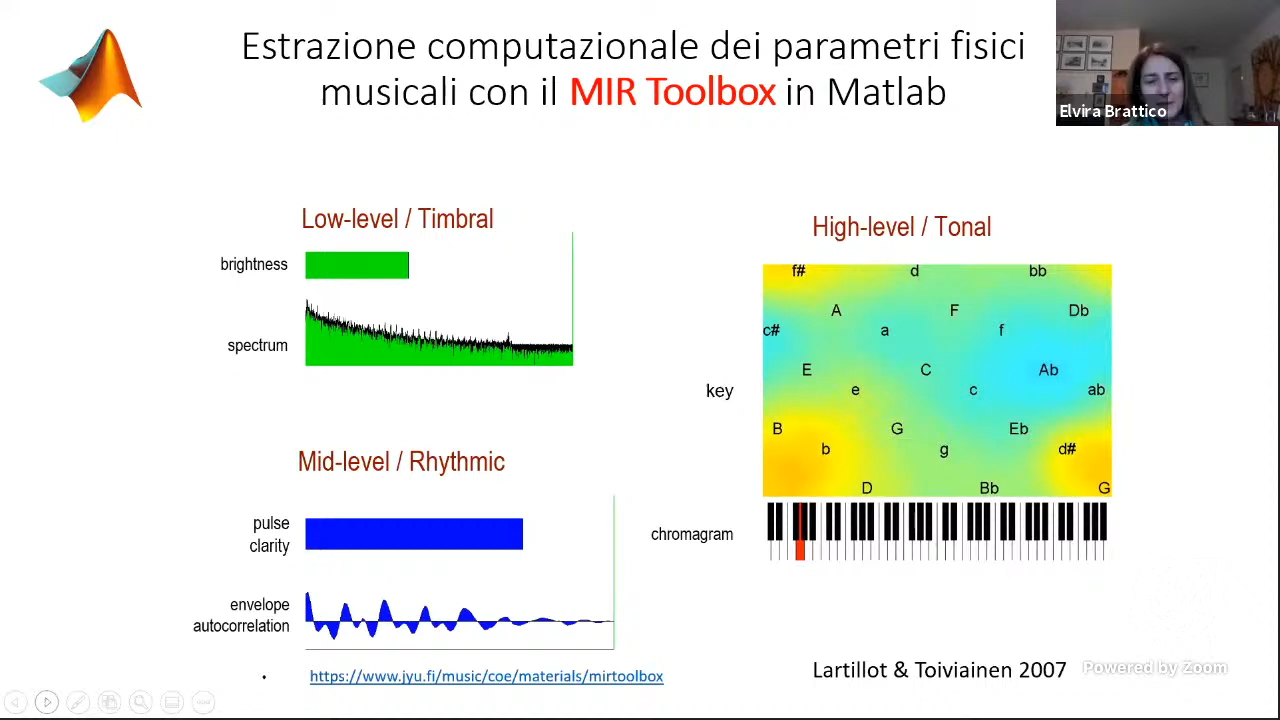 Estrazione computazionale dei parametri fisici
musicali con il MIR Toolbox in Matlab
Elvira Brattico
Low-level / Timbral
brightness
spectrum
Mid-level / Rhythmic
pulse
clarity
envelope
autocorrelation
• https://www.jyu.fi/music/coe/materials/mirtoolbox
High-level / Tonal
key
f# d bb
A F Db
c# a f
E C Ab
e c ab
B G Eb
b g d#
D Bb G
chromagram
Lartillot & Toiviainen 2007
Powered by Zoom